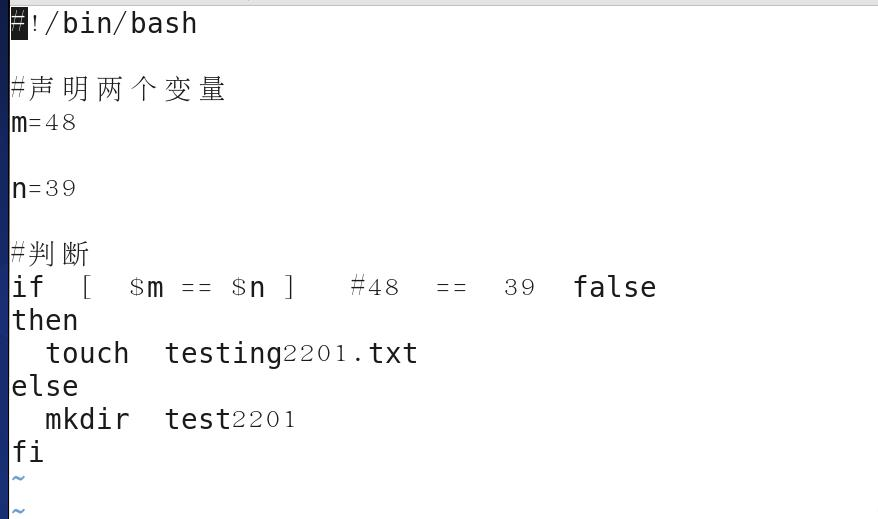 #!/bin/bash
#声明两个变量
m=48
n=39
#判断
if  [  $m == $n ]   #48  ==  39  false
then
  touch  testing2201.txt
else
  mkdir  test2201
fi
~
~